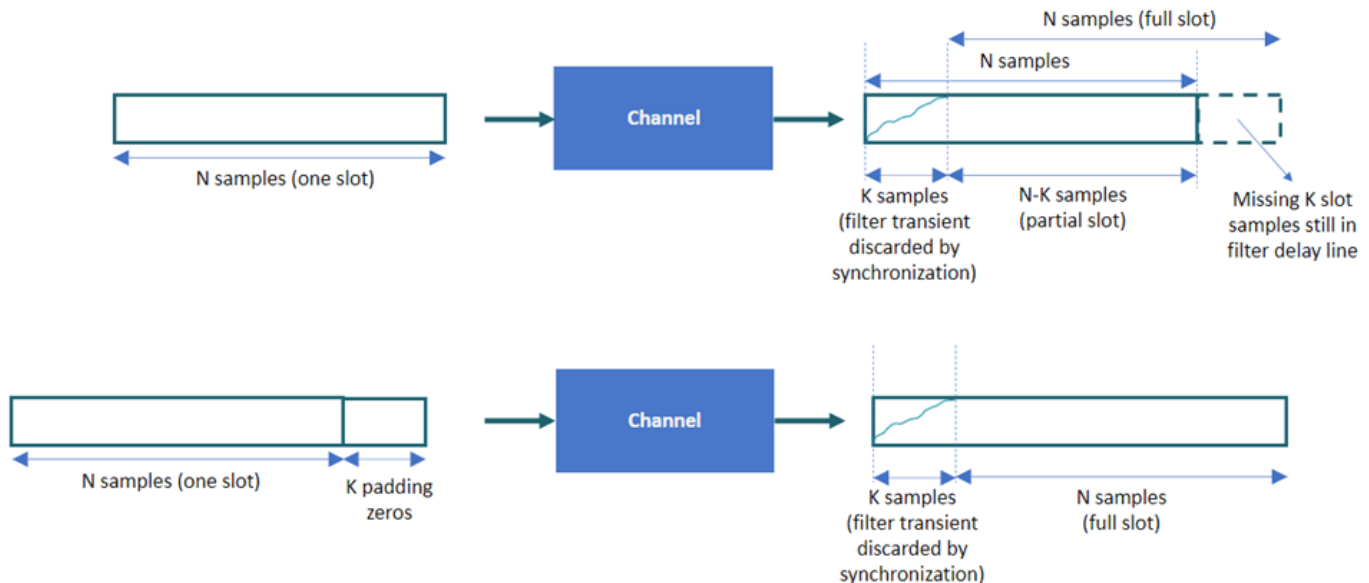 N samples (full slot)
N samples
Channel
N samples (one slot)
K samples
(filter transient
discarded by
synchronization)
N-K samples
(partial slot)
Missing K slot
samples still in
filter delay line
Channel
N samples (one slot)
K padding
zeros
K samples
(filter transient
discarded by
synchronization)
N samples
(full slot)